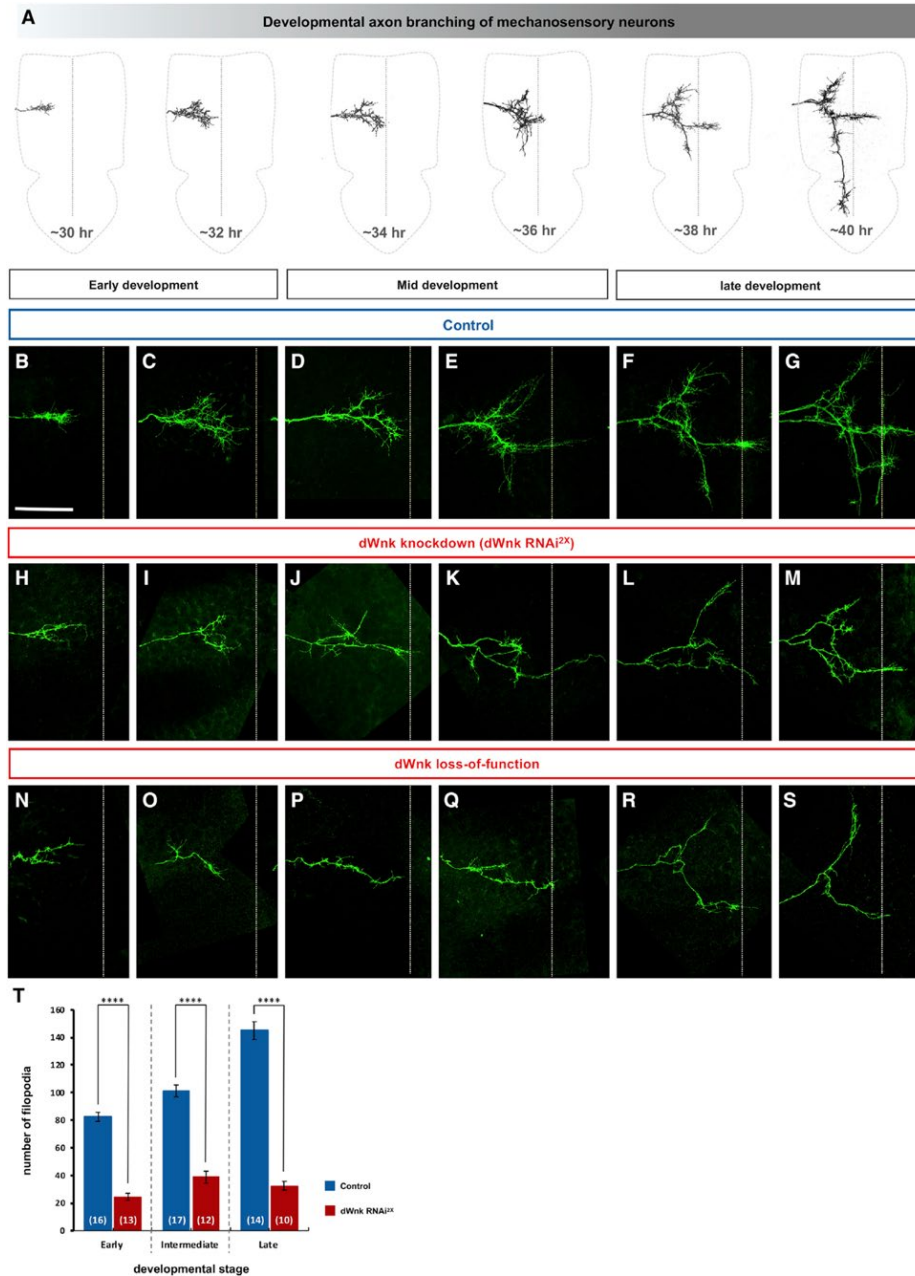 A
Developmental axon branching of mechanosensory neurons
~30 hr ~32 hr ~34 hr ~36 hr ~38 hr ~40 hr
Early development Mid development late development
Control
B C D E F G
dWnk knockdown (dWnk RNAi2X)
H I J K L M
dWnk loss-of-function
N O P Q R S
T
**** **** ****
160
140
120
100
80
60
40
20
0
number of filopodia
(16) (13) (17) (12) (14) (10)
Early Intermediate Late
developmental stage
Control
dWnk RNAi2X